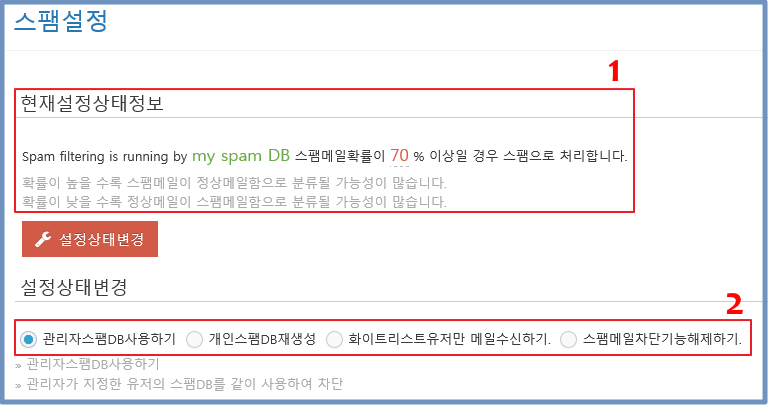 스팸설정
1
현재설정상태정보
Spam filtering is running by my spam DB 스팸메일확률이 70 % 이상일 경우 스팸으로 처리합니다.
확률이 높을 수록 스팸메일이 정상메일함으로 분류될 가능성이 많습니다.
확률이 낮을 수록 정상메일이 스팸메일함으로 분류될 가능성이 많습니다.
설정상태변경
설정상태변경
2
관리자스팸DB사용하기 개인스팸DB재생성 화이트리스트유저만 메일수신하기. 스팸메일차단기능해제하기.
» 관리자스팸DB사용하기
» 관리자가 지정한 유저의 스팸DB를 같이 사용하여 차단